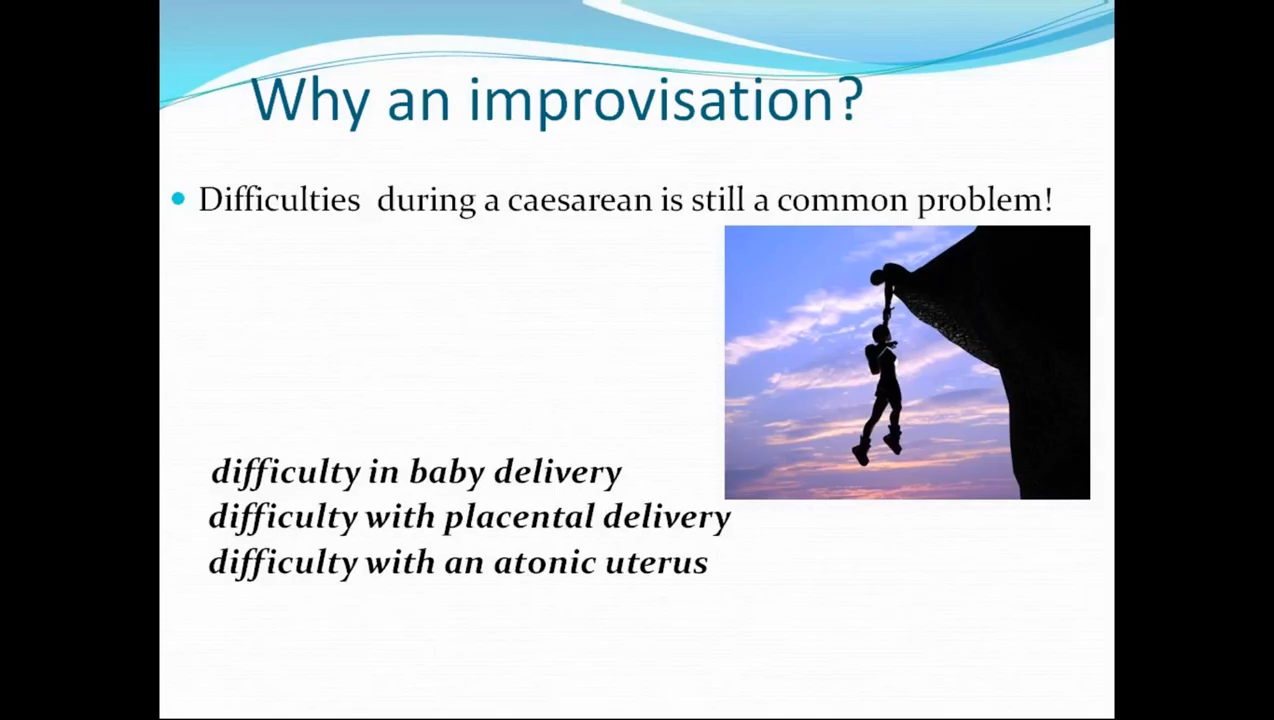 Why an improvisation?
Difficulties during a caesarean is still a common problem!
difficulty in baby delivery
difficulty with placental delivery
difficulty with an atonic uterus